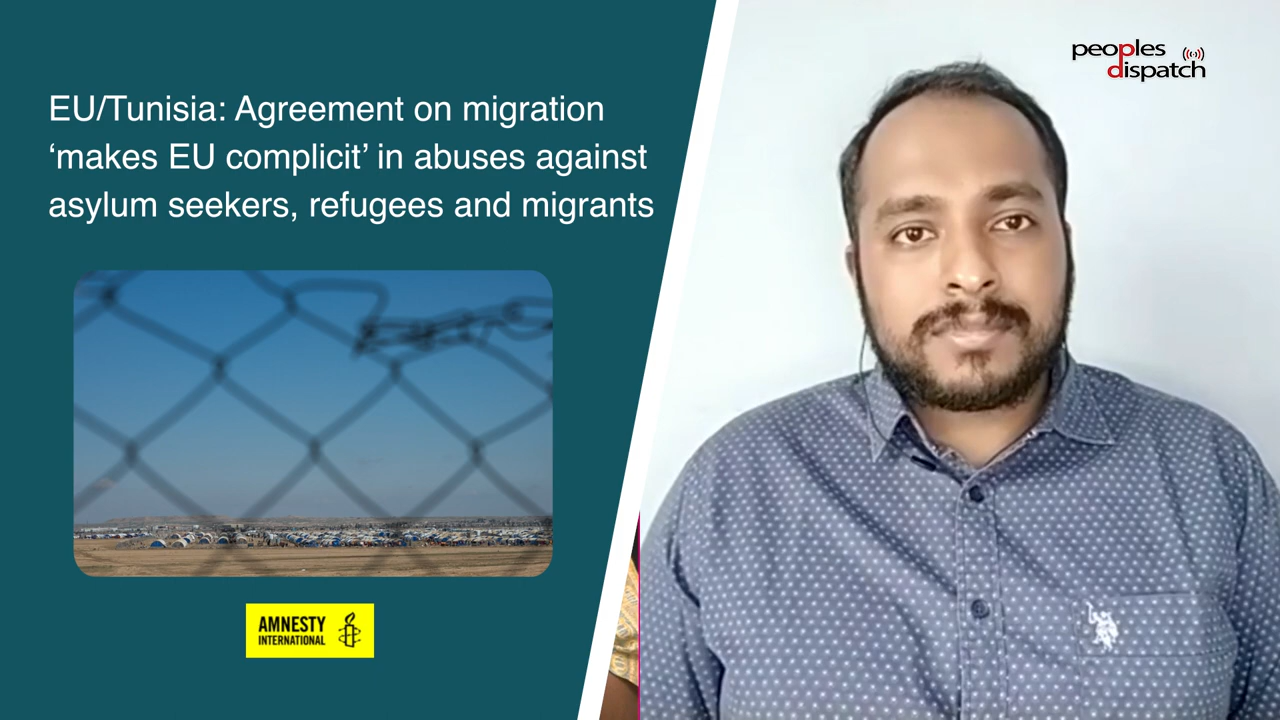 EU/Tunisia: Agreement on migration
‘makes EU complicit’ in abuses against
asylum seekers, refugees and migrants
AMNESTY
INTERNATIONAL
peoples
dispatch